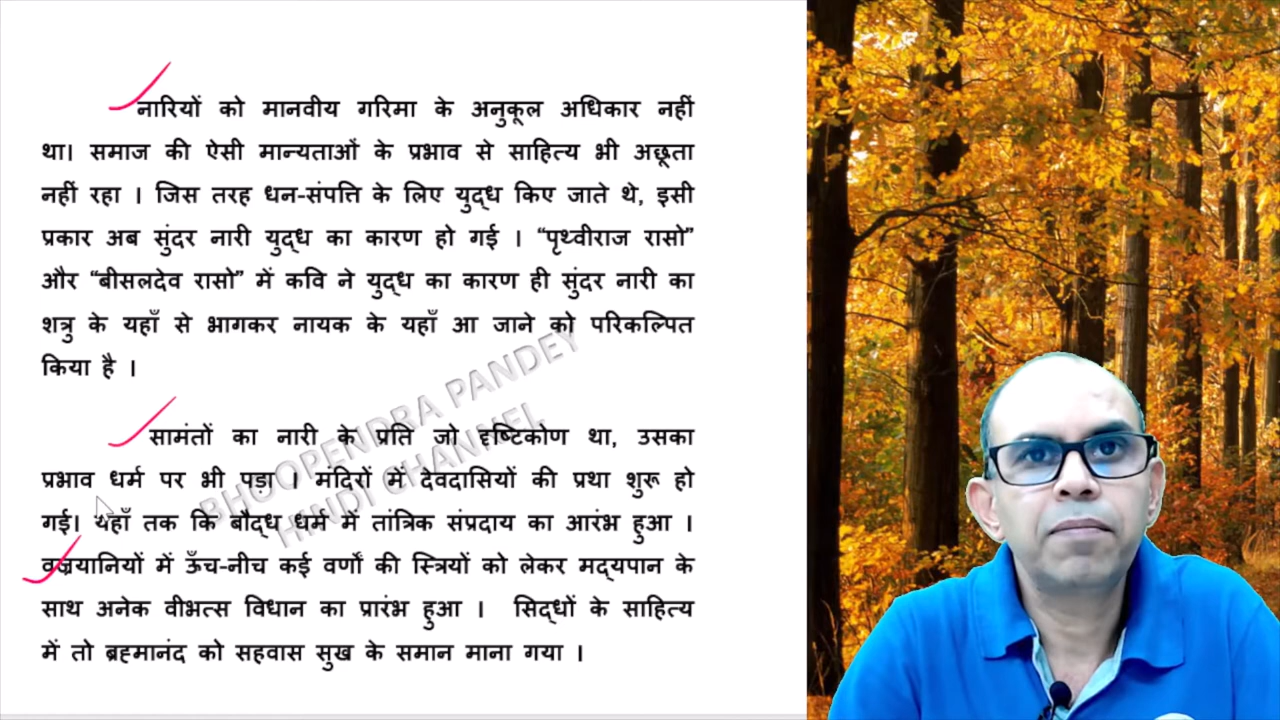 नारियों को मानवीय गरिमा के अनुकूल अधिकार नहीं
था। समाज की ऐसी मान्यताओं के प्रभाव से साहित्य भी अछूता
नहीं रहा । जिस तरह धन-संपत्ति के लिए युद्ध किए जाते थे, इसी
प्रकार अब सुंदर नारी युद्ध का कारण हो गई । “पृथ्वीराज रासो”
और “बीसलदेव रासो” में कवि ने युद्ध का कारण ही सुंदर नारी का
शत्रु के यहाँ से भागकर नायक के यहाँ आ जाने को परिकल्पित
किया है ।
सामंतों का नारी के प्रति जो दृष्टिकोण था, उसका
प्रभाव धर्म पर भी पड़ा । मंदिरों में देवदासियों की प्रथा शुरू हो
गई। यहाँ तक कि बौद्ध धर्म में तांत्रिक संप्रदाय का आरंभ हुआ ।
वज्रयानियों में ऊँच-नीच कई वर्णों की स्त्रियों को लेकर मद्यपान के
साथ अनेक वीभत्स विधान का प्रारंभ हुआ । सिद्धों के साहित्य
में तो ब्रह्मानंद को सहवास सुख के समान माना गया ।
BHOOPENDRA PANDEY
HINDI CHANNEL